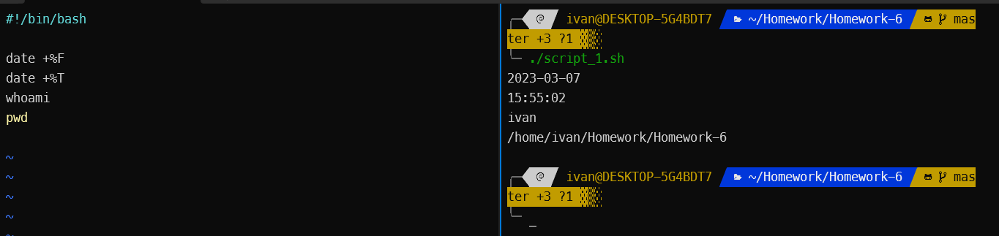 #!/bin/bash

date +%F
date +%T
whoami
pwd

~
~
~
~
~
ivan@DESKTOP-5G4BDT7 ~/Homework/Homework-6 mas
ter +3 ?1
./script_1.sh
2023-03-07
15:55:02
ivan
/home/ivan/Homework/Homework-6

ivan@DESKTOP-5G4BDT7 ~/Homework/Homework-6 mas
ter +3 ?1
_